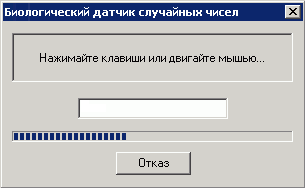 Биологический датчик случайных чисел
Нажимайте клавиши или двигайте мышью...
Отказ